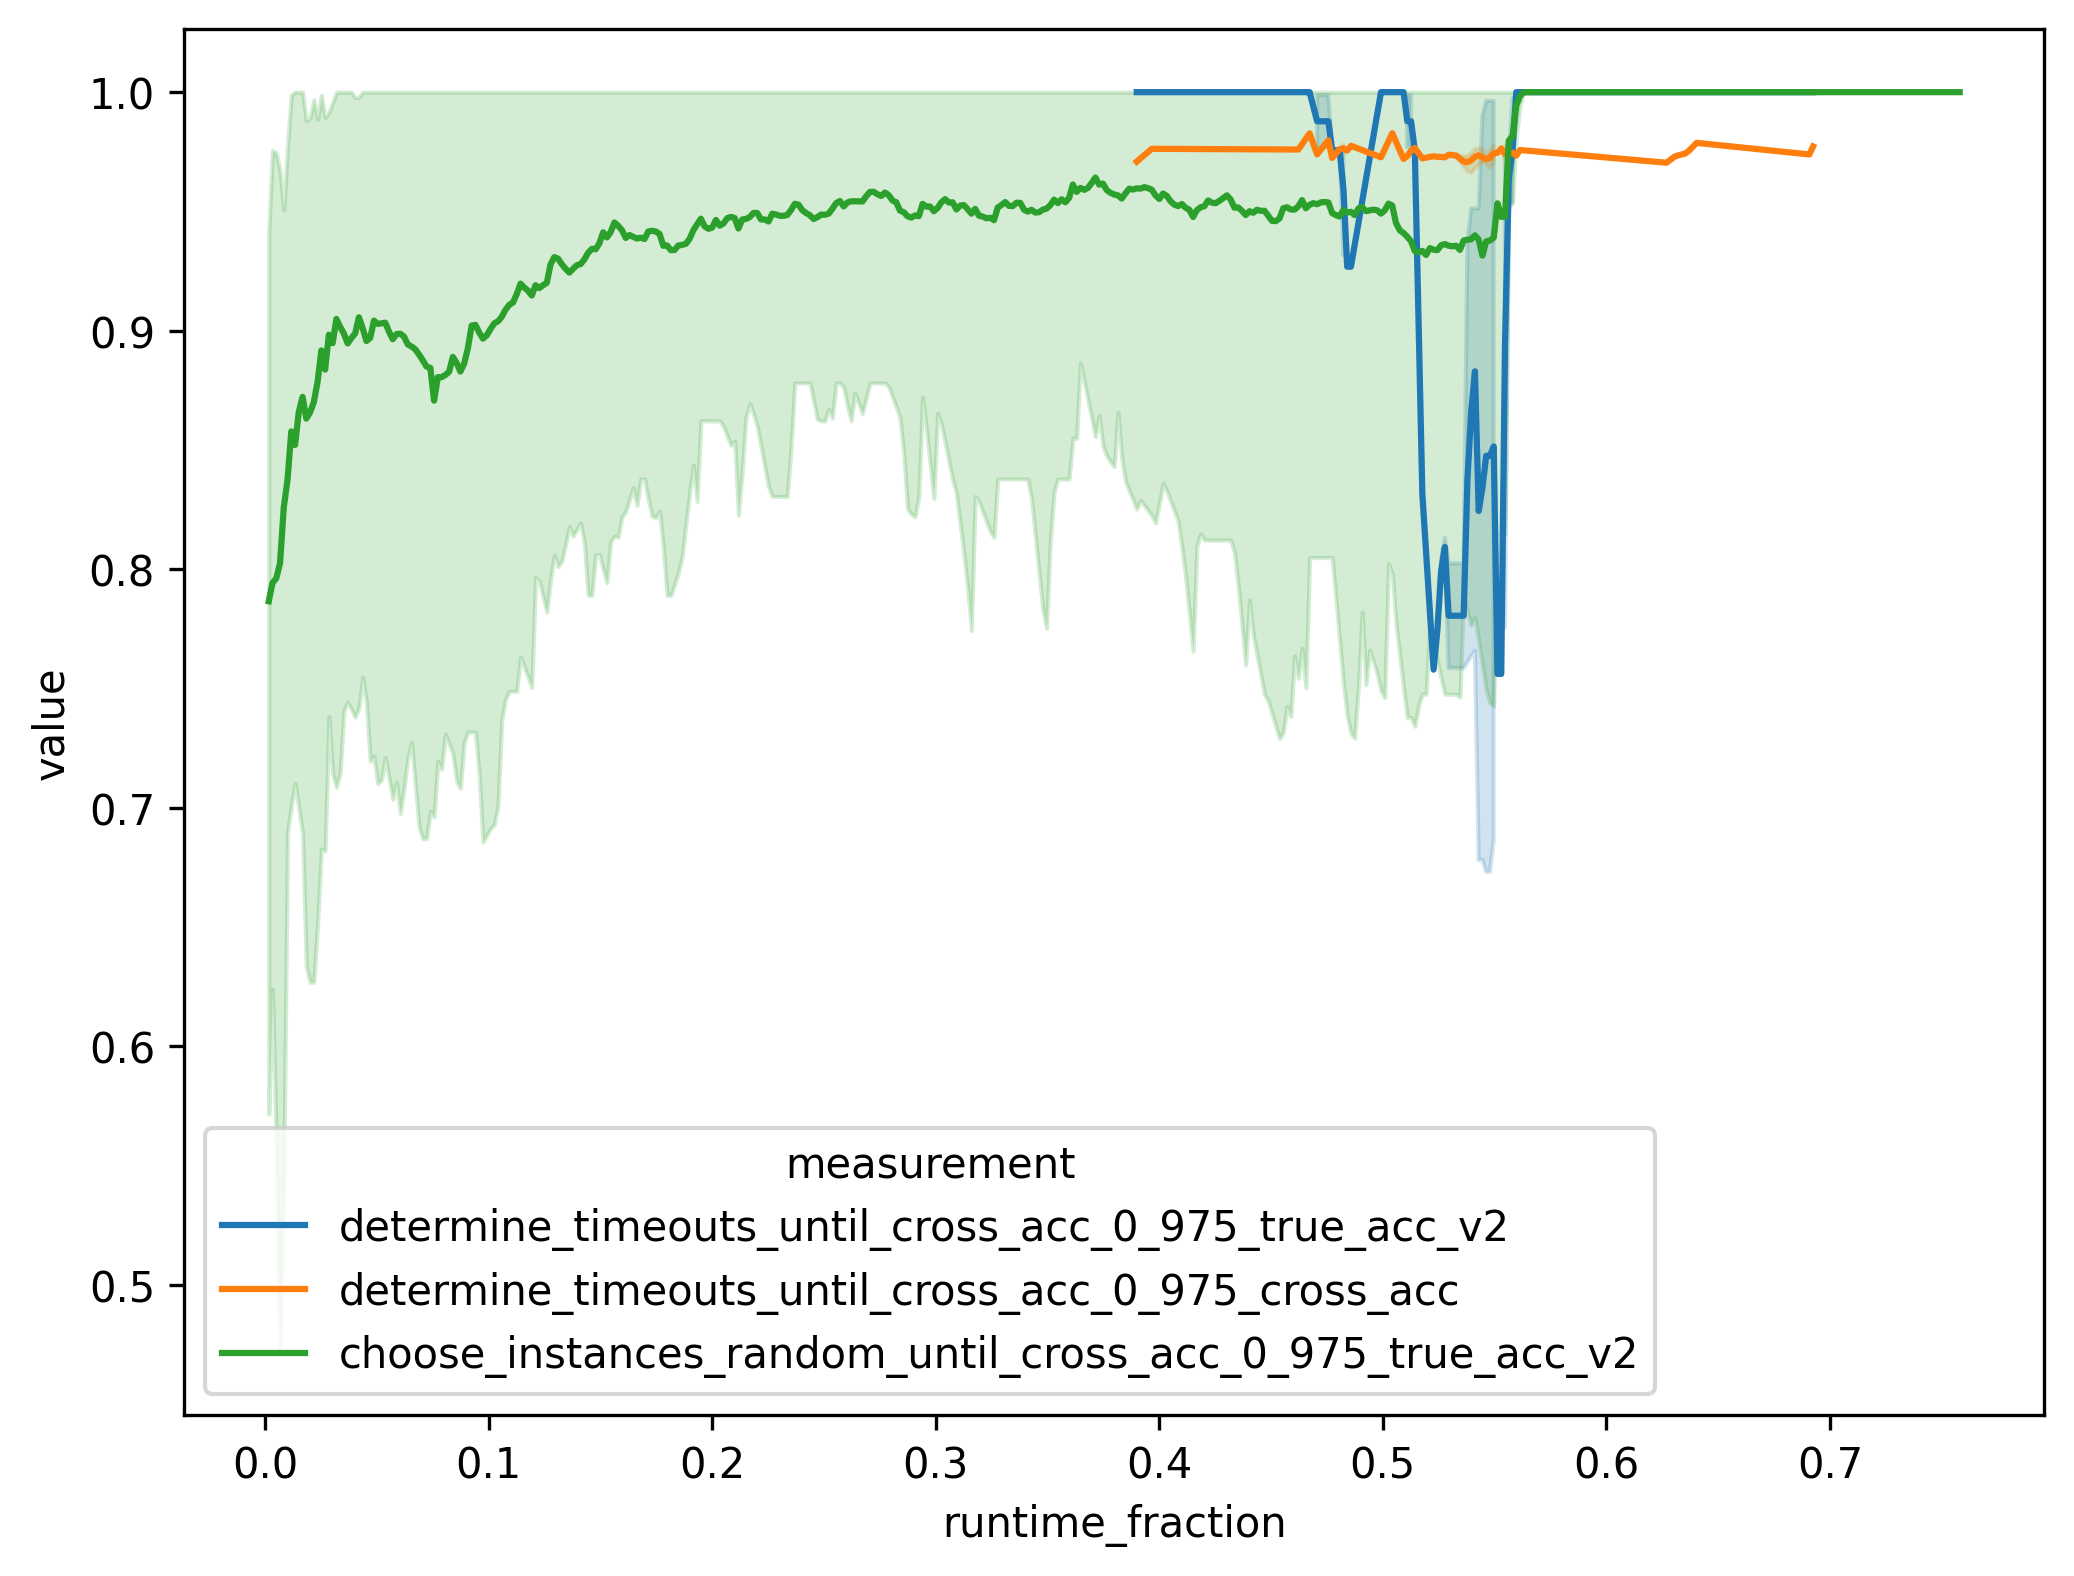 1.0
0.9
0.8
0.7
0.6
0.5
value
measurement
determine_timeouts_until_cross_acc_0_975_true_acc_v2
determine_timeouts_until_cross_acc_0_975_cross_acc
choose_instances_random_until_cross_acc_0_975_true_acc_v2
0.0 0.1 0.2 0.3 0.4 0.5 0.6 0.7
runtime_fraction